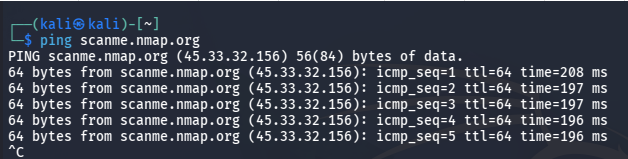 ┌──(kali㉿kali)-[~]
└─$ ping scanme.nmap.org
PING scanme.nmap.org (45.33.32.156) 56(84) bytes of data.
64 bytes from scanme.nmap.org (45.33.32.156): icmp_seq=1 ttl=64 time=208 ms
64 bytes from scanme.nmap.org (45.33.32.156): icmp_seq=2 ttl=64 time=197 ms
64 bytes from scanme.nmap.org (45.33.32.156): icmp_seq=3 ttl=64 time=197 ms
64 bytes from scanme.nmap.org (45.33.32.156): icmp_seq=4 ttl=64 time=196 ms
64 bytes from scanme.nmap.org (45.33.32.156): icmp_seq=5 ttl=64 time=196 ms
^C